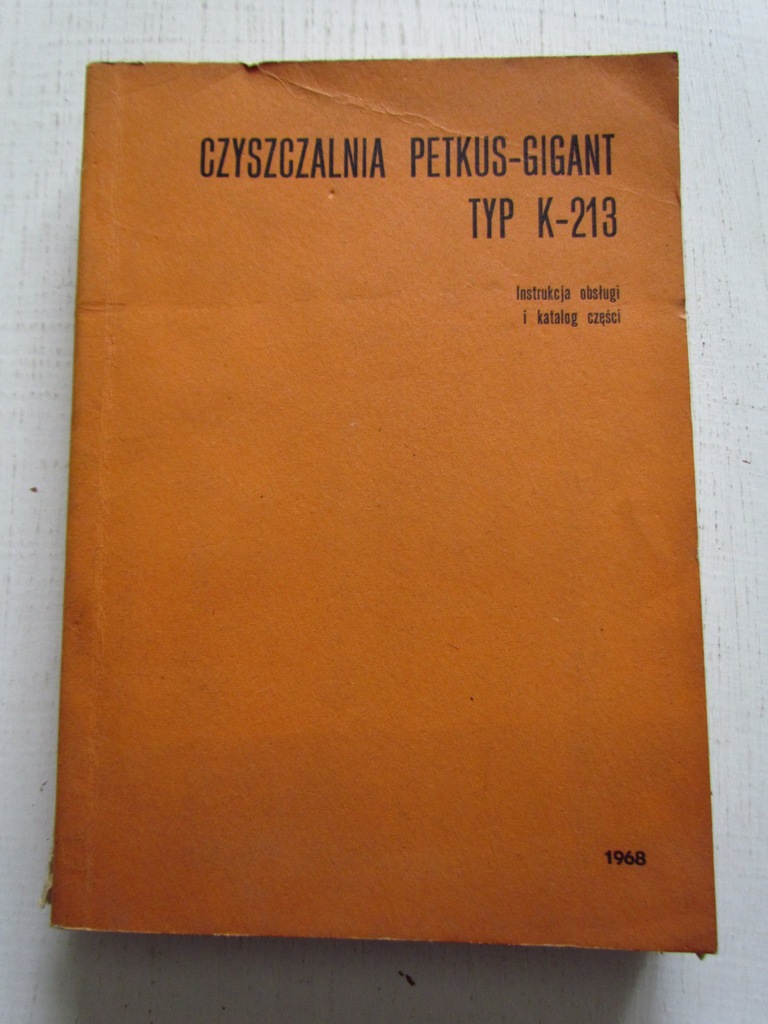 CZYSZCZALNIA PETKUS-GIGANT
TYP K-213
Instrukcja obsługi
i katalog części
1968